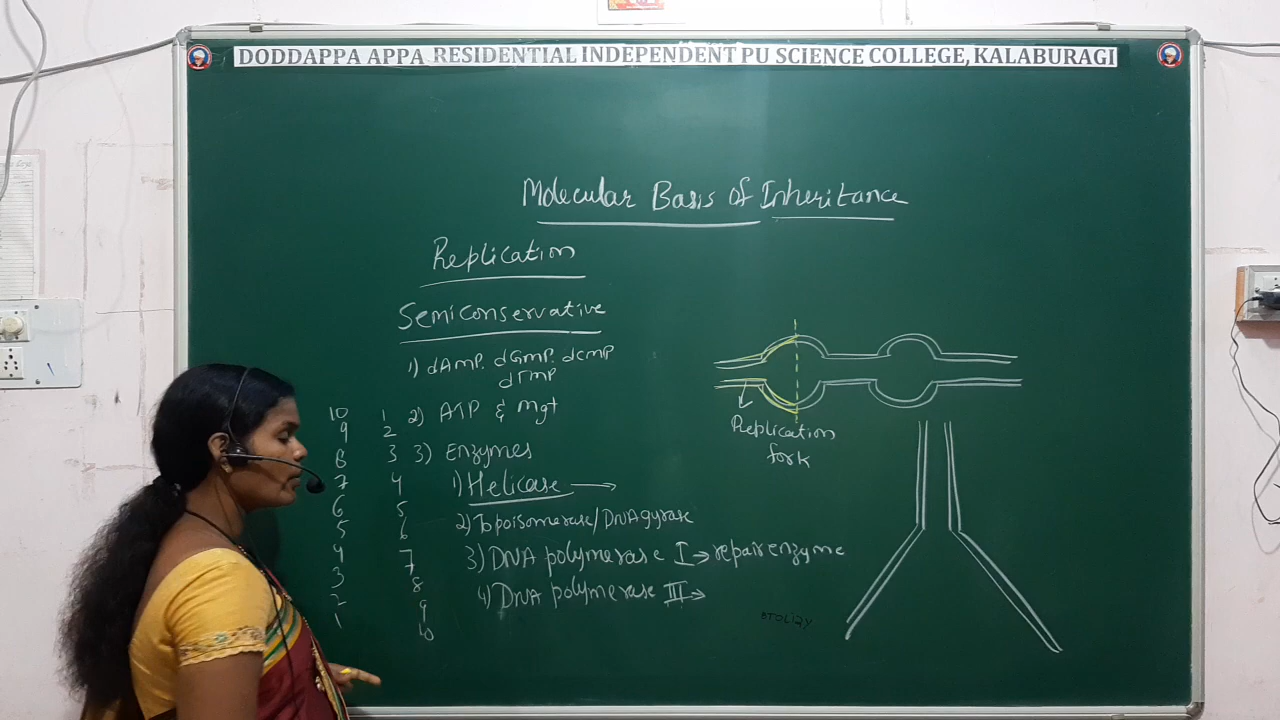 DODDAPPA APPA RESIDENTIAL INDEPENDENT PU SCIENCE COLLEGE, KALABURAGI
Molecular Basis of Inheritance
Replication
Semiconservative
1) dAMP. dGMP. dCMP
dTMP
2) ATP & Mgt
3) Enzymes
1) Helicase →
2) Topoisomerase/DNAgyrase
3) DNA polymerase I → repair enzyme
4) DNA polymerase III →
10 1
9 2
8 3
7 4
6 5
5 6
4 7
3 8
2 9
1 10
Replication
fork